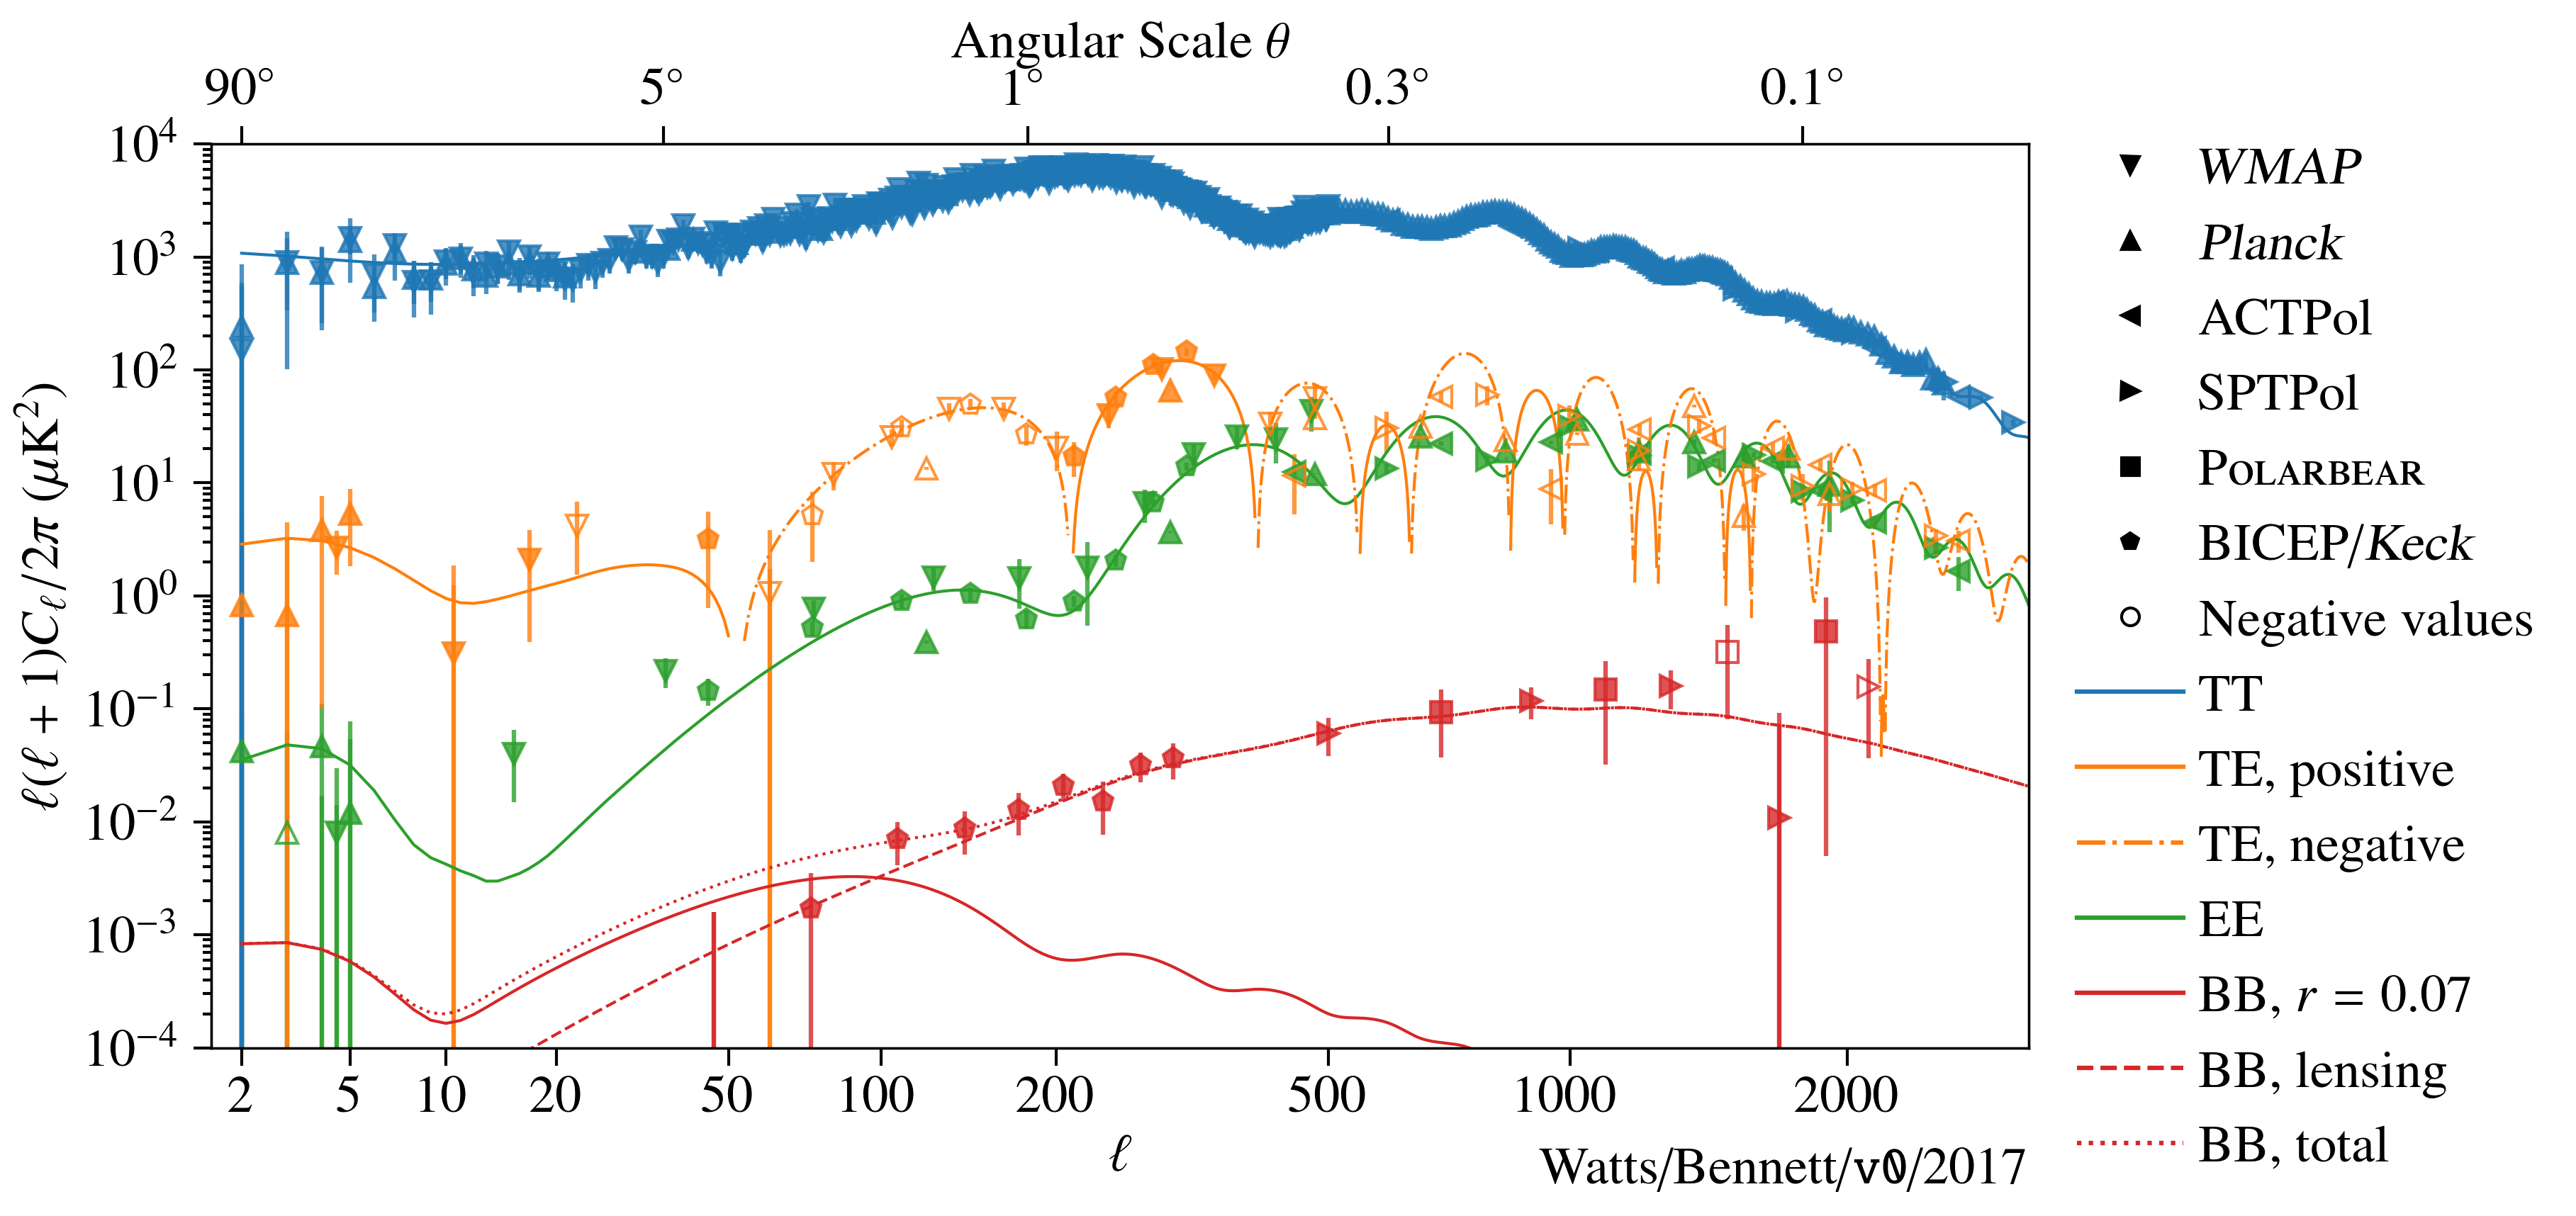 Angular Scale θ
90° 5° 1° 0.3° 0.1°
10⁴
10³
10²
10¹
10⁰
10⁻¹
10⁻²
10⁻³
10⁻⁴
ℓ(ℓ + 1)C_ℓ/2π (μK²)
2 5 10 20 50 100 200 500 1000 2000
ℓ
Watts/Bennett/v0/2017
WMAP
Planck
ACTPol
SPTPol
POLARBEAR
BICEP/Keck
Negative values
TT
TE, positive
TE, negative
EE
BB, r = 0.07
BB, lensing
BB, total